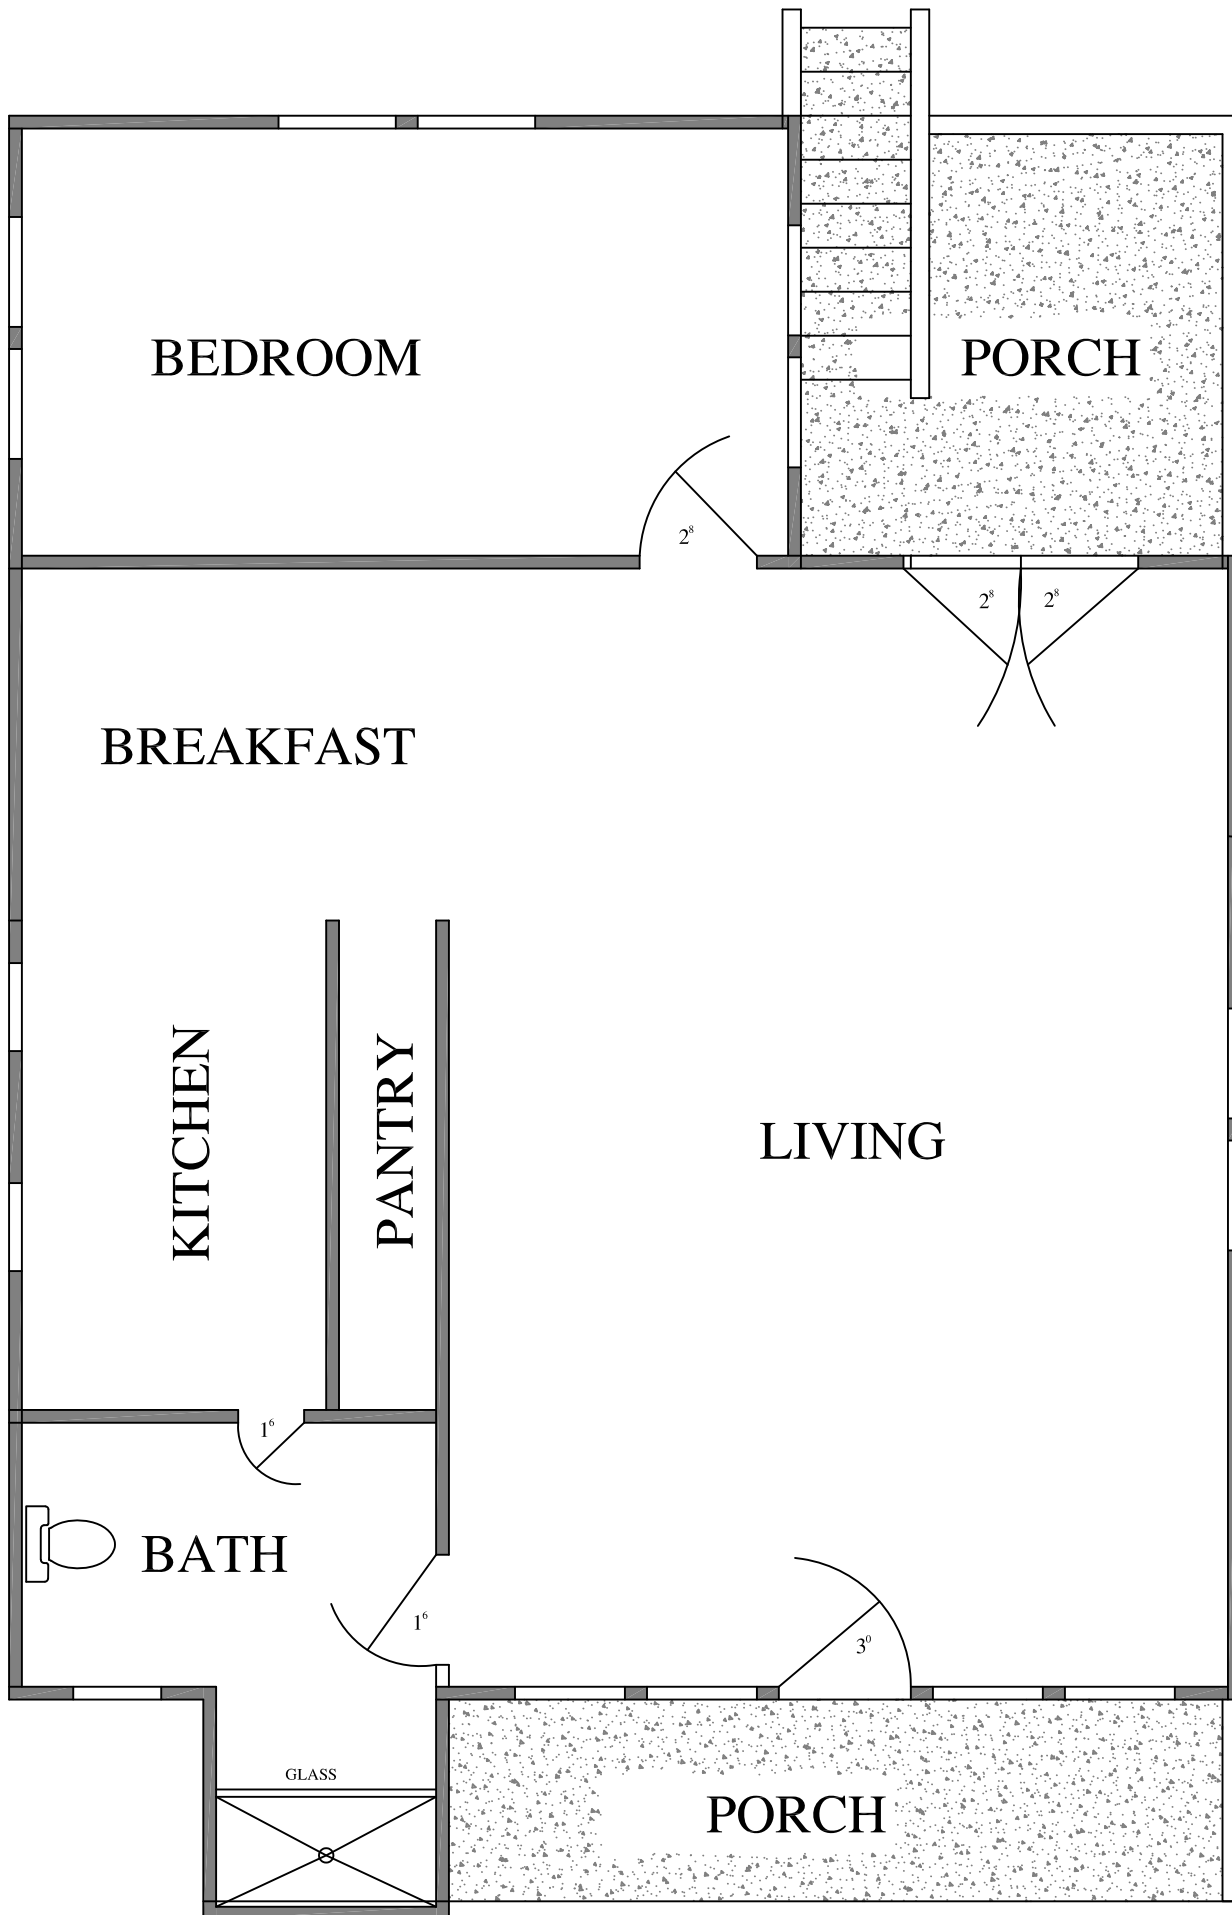 BEDROOM
PORCH
2⁸
2⁸
2⁸
BREAKFAST
KITCHEN
PANTRY
LIVING
1⁶
BATH
1⁶
3⁰
GLASS
PORCH